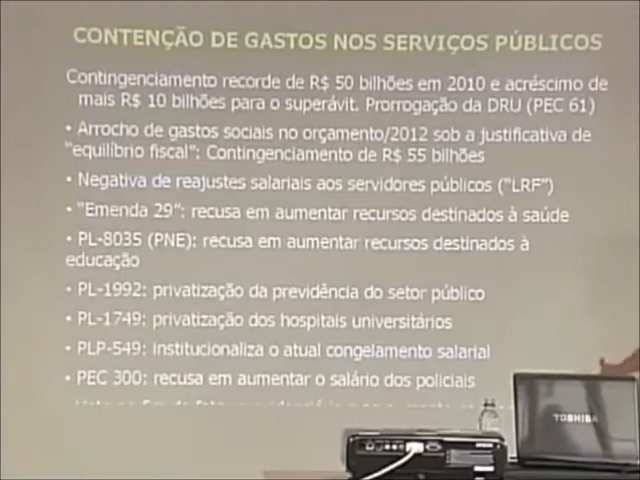 CONTENÇÃO DE GASTOS NOS SERVIÇOS PÚBLICOS
Contingenciamento recorde de R$ 50 bilhões em 2010 e acréscimo de
mais R$ 10 bilhões para o superávit. Prorrogação da DRU (PEC 61)
• Arrocho de gastos sociais no orçamento/2012 sob a justificativa de
"equilíbrio fiscal": Contingenciamento de R$ 55 bilhões
• Negativa de reajustes salariais aos servidores públicos ("LRF")
• "Emenda 29": recusa em aumentar recursos destinados à saúde
• PL-8035 (PNE): recusa em aumentar recursos destinados à
educação
• PL-1992: privatização da previdência do setor público
• PL-1749: privatização dos hospitais universitários
• PLP-549: institucionaliza o atual congelamento salarial
• PEC 300: recusa em aumentar o salário dos policiais
TOSHIBA